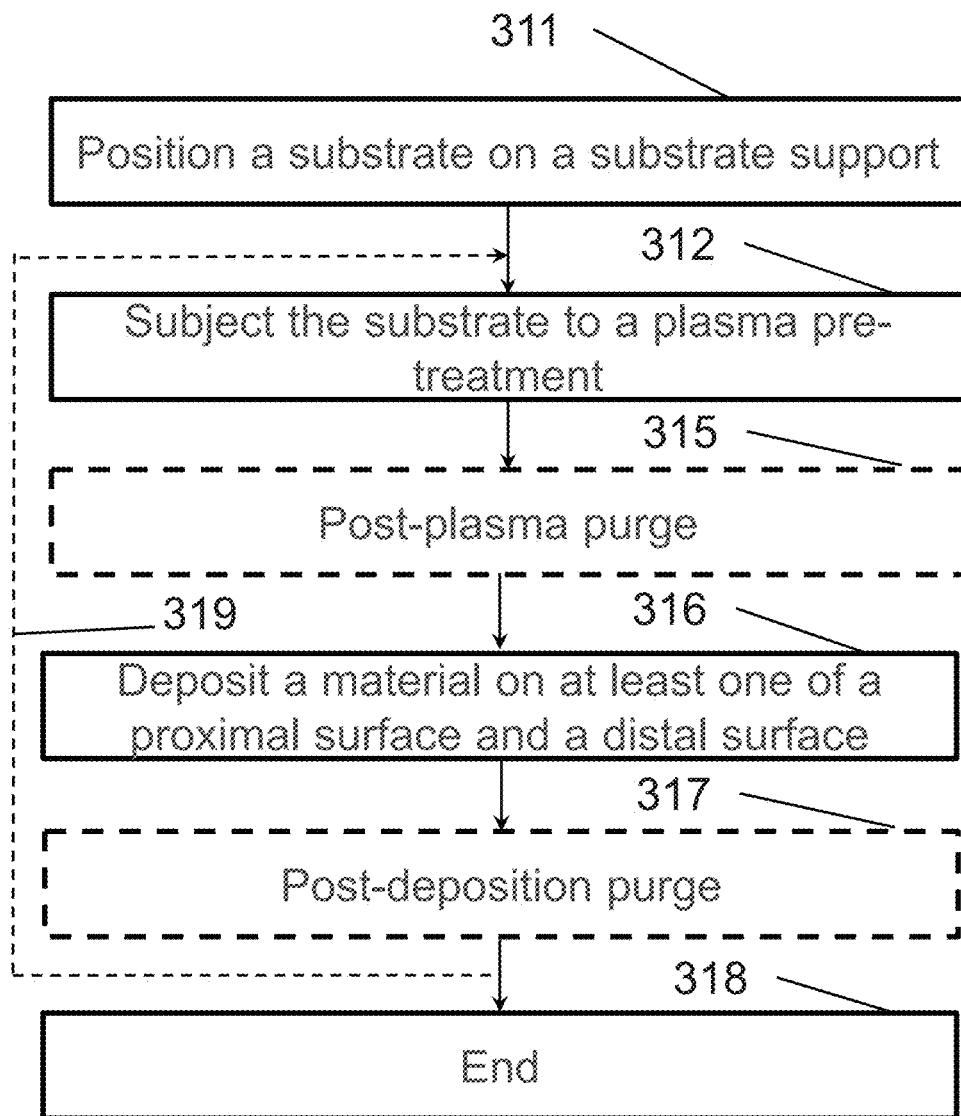 311
Position a substrate on a substrate support
312
Subject the substrate to a plasma pre-
treatment
315
Post-plasma purge
319
316
Deposit a material on at least one of a
proximal surface and a distal surface
317
Post-deposition purge
318
End